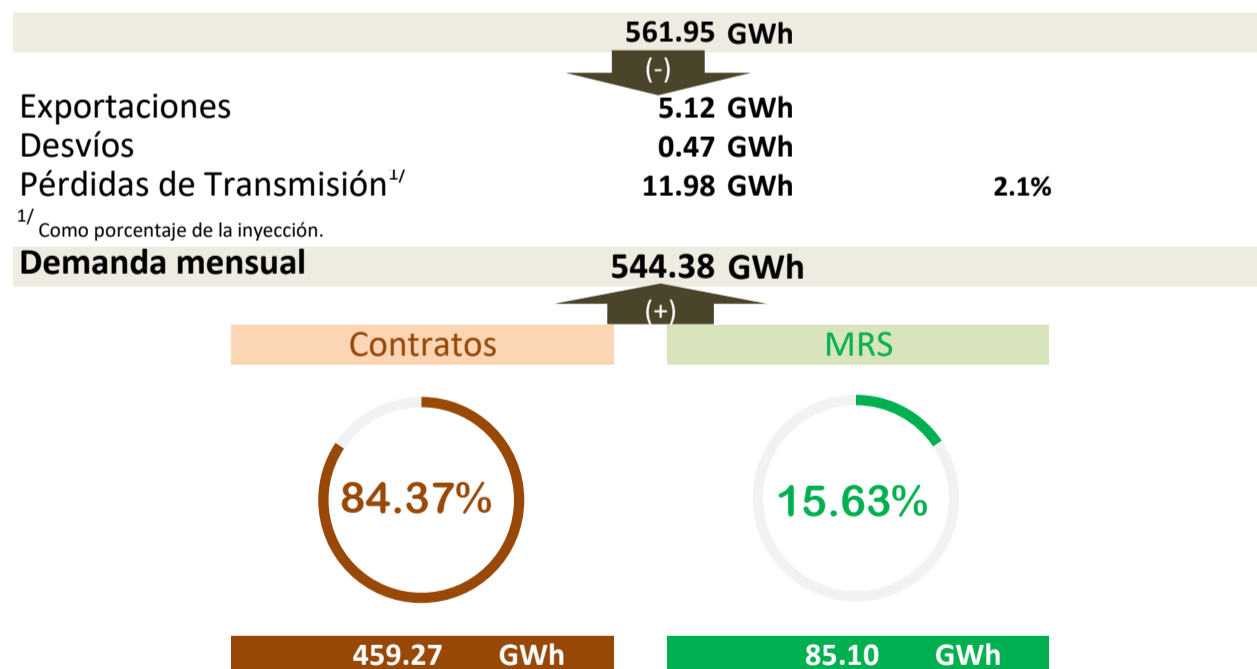 561.95 GWh
(-)
Exportaciones 5.12 GWh
Desvíos 0.47 GWh
Pérdidas de Transmisión 1/ 11.98 GWh 2.1%
1/ Como porcentaje de la inyección.
Demanda mensual 544.38 GWh
(+)
Contratos MRS
84.37% 15.63%
459.27 GWh 85.10 GWh